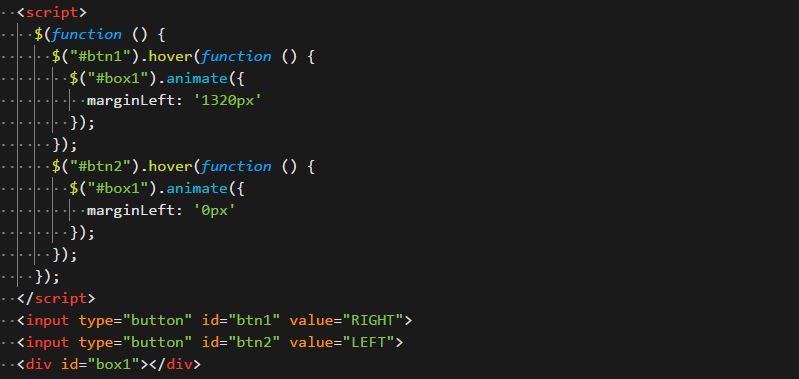 <script>
$(function () {
$("#btn1").hover(function () {
$("#box1").animate({
marginLeft: '1320px'
});
});
$("#btn2").hover(function () {
$("#box1").animate({
marginLeft: '0px'
});
});
});
</script>
<input type="button" id="btn1" value="RIGHT">
<input type="button" id="btn2" value="LEFT">
<div id="box1"></div>